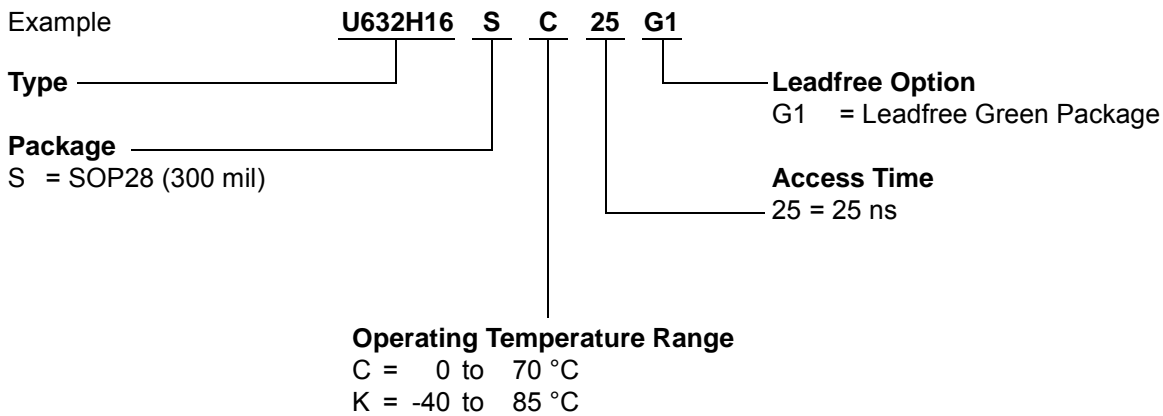 Example U632H16 S C 25 G1
Type
Leadfree Option
G1 = Leadfree Green Package
Package
S = SOP28 (300 mil)
Access Time
25 = 25 ns
Operating Temperature Range
C = 0 to 70 °C
K = -40 to 85 °C